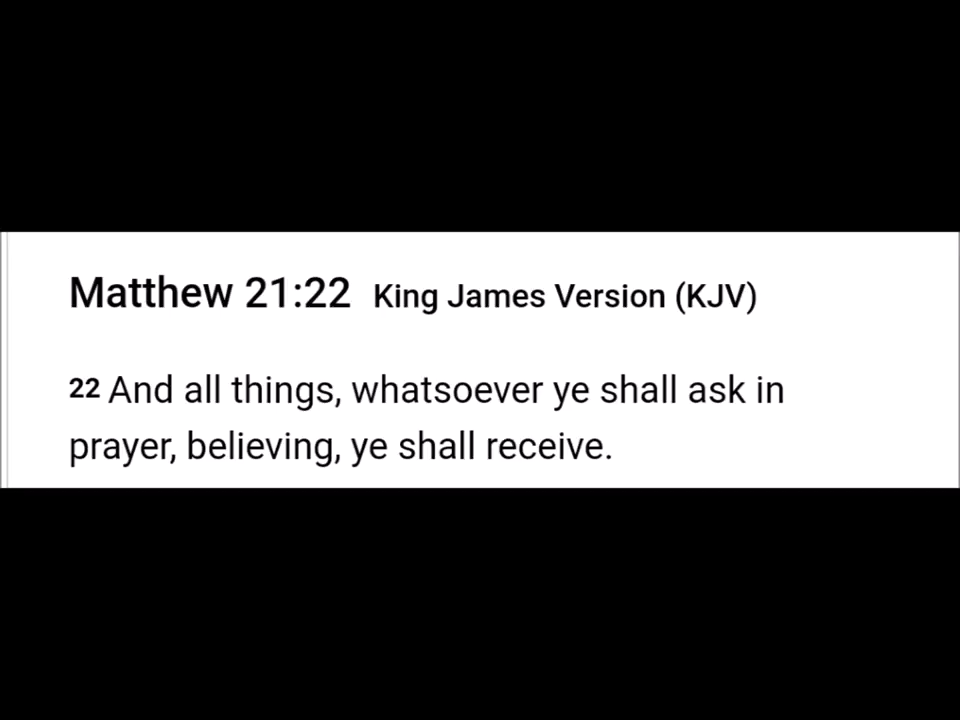 Matthew 21:22 King James Version (KJV)
22 And all things, whatsoever ye shall ask in
prayer, believing, ye shall receive.